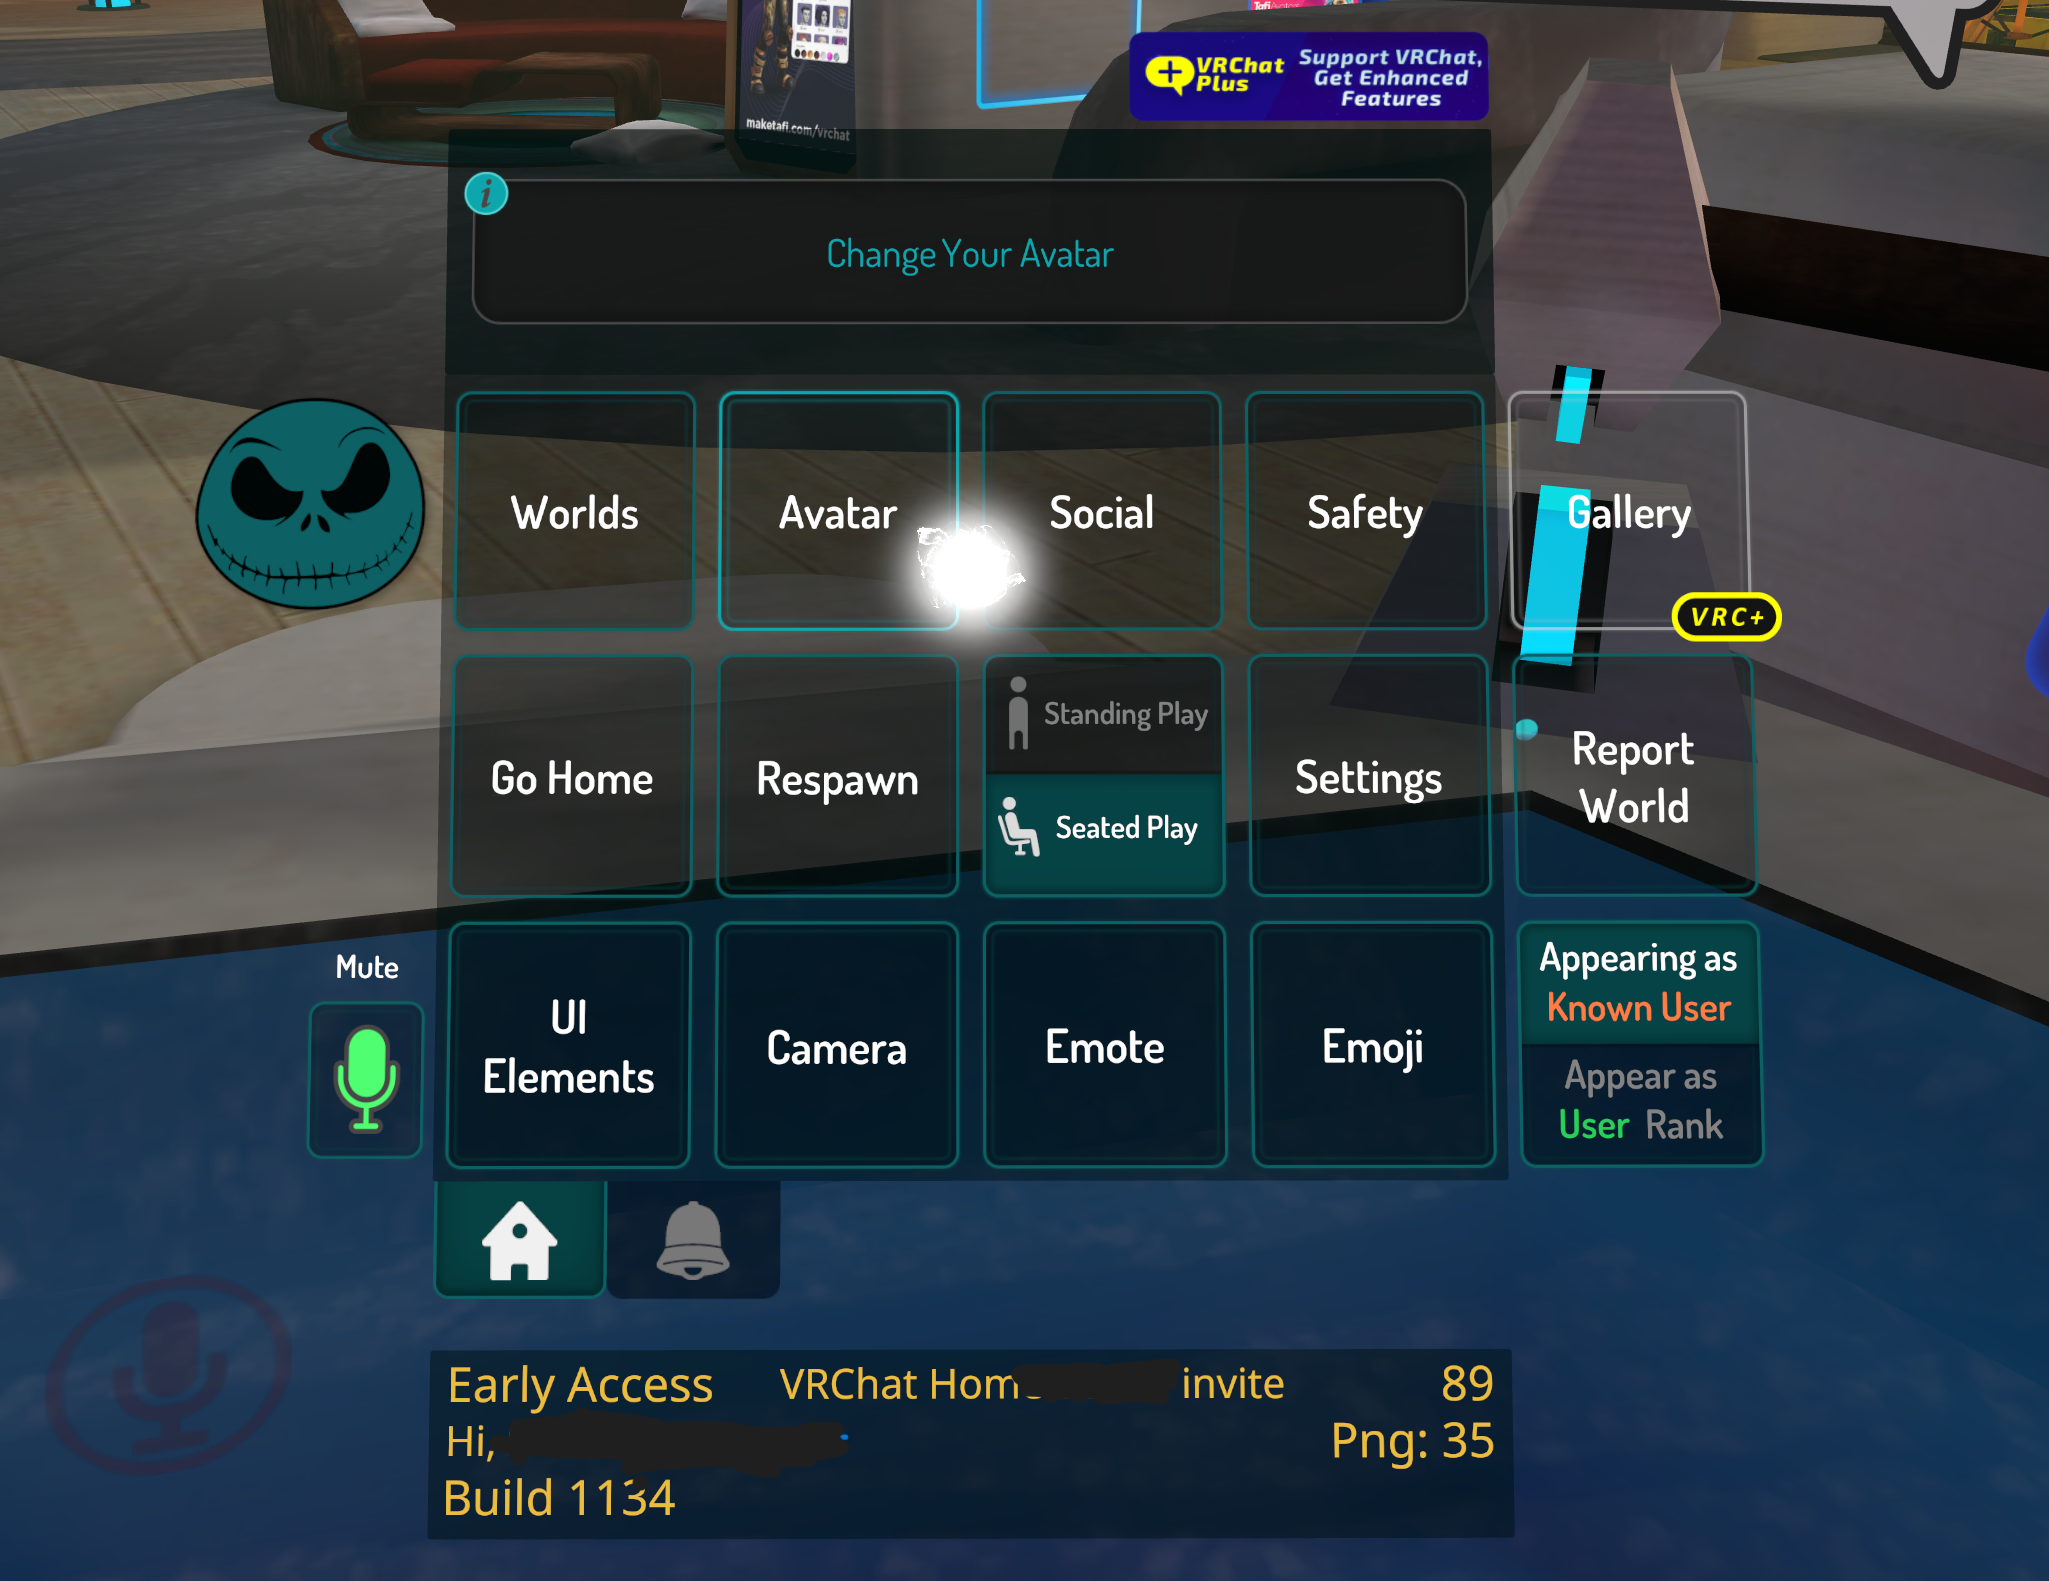 TafiAvatar
VRChat
Plus
Support VRChat,
Get Enhanced
Features
maketafi.com/vrchat
i
Change Your Avatar
Worlds
Avatar
Social
Safety
Gallery
VRC+
Go Home
Respawn
Standing Play
Seated Play
Settings
Report
World
Mute
UI
Elements
Camera
Emote
Emoji
Appearing as
Known User
Appear as
User Rank
Early Access VRChat Home invite 89
Hi,
Png: 35
Build 1134